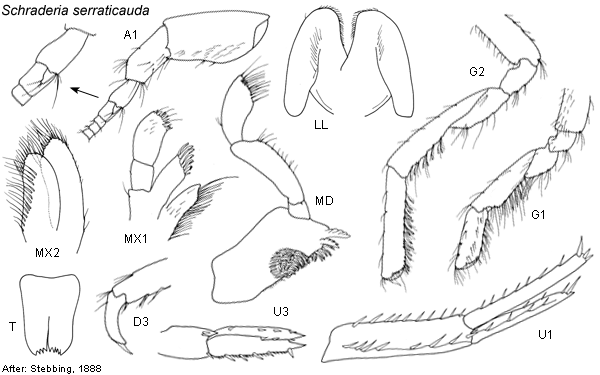 Schraderia serraticauda
A1
G2
LL
MD
G1
MX2
MX1
T
D3
U3
U1
After: Stebbing, 1888